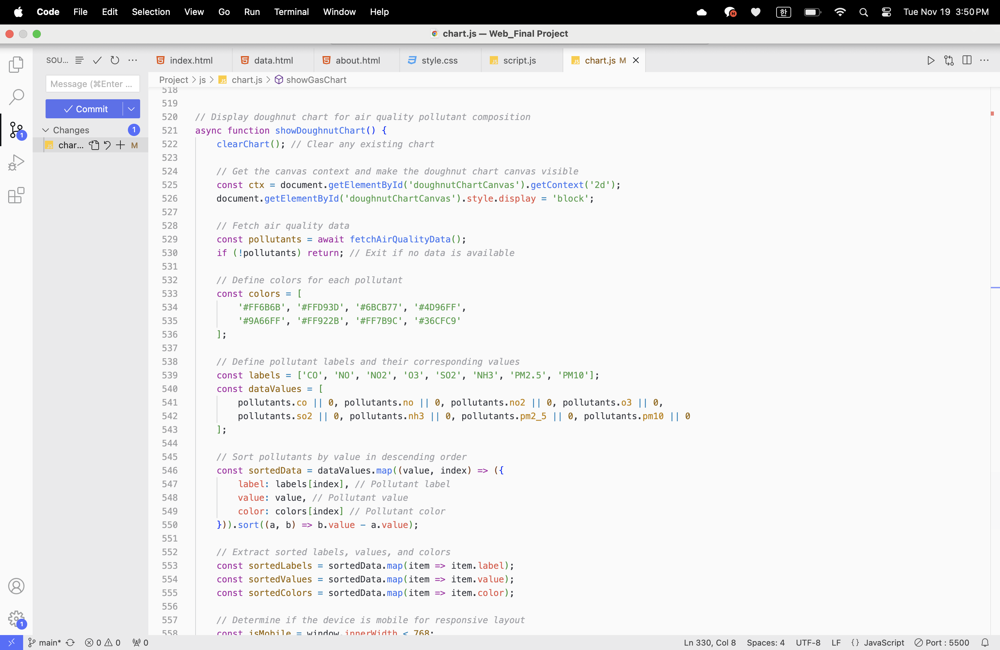 Code File Edit Selection View Go Run Terminal Window Help 한 Tue Nov 19 3:50 PM
chart.js — Web_Final Project
SOU... index.html data.html about.html style.css script.js chart.js M
Message (⌘Enter ...
Project > js > chart.js > showGasChart
Commit
Changes 1
char... M
518
519
520 // Display doughnut chart for air quality pollutant composition
521 async function showDoughnutChart() {
522 clearChart(); // Clear any existing chart
523
524 // Get the canvas context and make the doughnut chart canvas visible
525 const ctx = document.getElementById('doughnutChartCanvas').getContext('2d');
526 document.getElementById('doughnutChartCanvas').style.display = 'block';
527
528 // Fetch air quality data
529 const pollutants = await fetchAirQualityData();
530 if (!pollutants) return; // Exit if no data is available
531
532 // Define colors for each pollutant
533 const colors = [
534 '#FF6B6B', '#FFD93D', '#6BCB77', '#4D96FF',
535 '#9A66FF', '#FF922B', '#FF7B9C', '#36CFC9'
536 ];
537
538 // Define pollutant labels and their corresponding values
539 const labels = ['CO', 'NO', 'NO2', 'O3', 'SO2', 'NH3', 'PM2.5', 'PM10'];
540 const dataValues = [
541 pollutants.co || 0, pollutants.no || 0, pollutants.no2 || 0, pollutants.o3 || 0,
542 pollutants.so2 || 0, pollutants.nh3 || 0, pollutants.pm2_5 || 0, pollutants.pm10 || 0
543 ];
544
545 // Sort pollutants by value in descending order
546 const sortedData = dataValues.map((value, index) => ({
547 label: labels[index], // Pollutant label
548 value: value, // Pollutant value
549 color: colors[index] // Pollutant color
550 })).sort((a, b) => b.value - a.value);
551
552 // Extract sorted labels, values, and colors
553 const sortedLabels = sortedData.map(item => item.label);
554 const sortedValues = sortedData.map(item => item.value);
555 const sortedColors = sortedData.map(item => item.color);
556
557 // Determine if the device is mobile for responsive layout
558 const isMobile = window.innerWidth < 768;
1
1
main* 0 0 0 Ln 330, Col 8 Spaces: 4 UTF-8 LF {} JavaScript Port : 5500